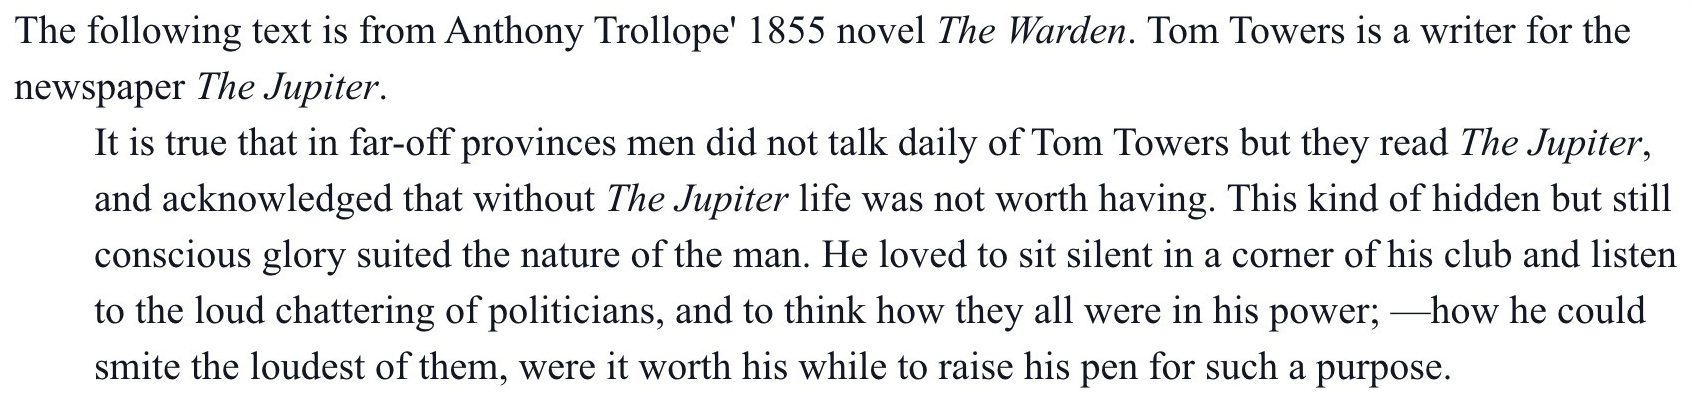 The following text is from Anthony Trollope' 1855 novel The Warden. Tom Towers is a writer for the
newspaper The Jupiter.
It is true that in far-off provinces men did not talk daily of Tom Towers but they read The Jupiter,
and acknowledged that without The Jupiter life was not worth having. This kind of hidden but still
conscious glory suited the nature of the man. He loved to sit silent in a corner of his club and listen
to the loud chattering of politicians, and to think how they all were in his power; —how he could
smite the loudest of them, were it worth his while to raise his pen for such a purpose.